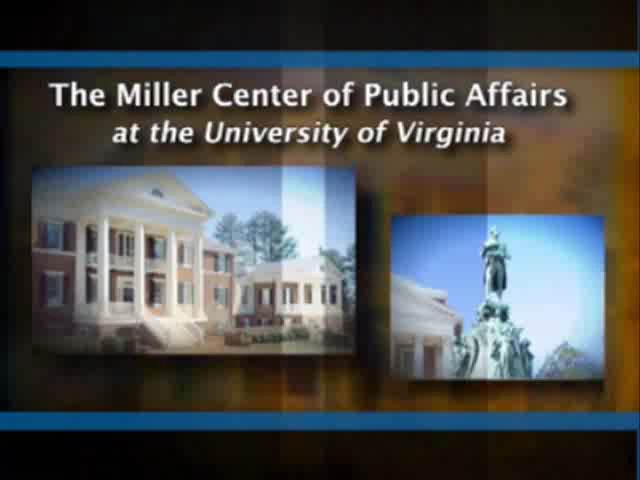 The Miller Center of Public Affairs
at the University of Virginia